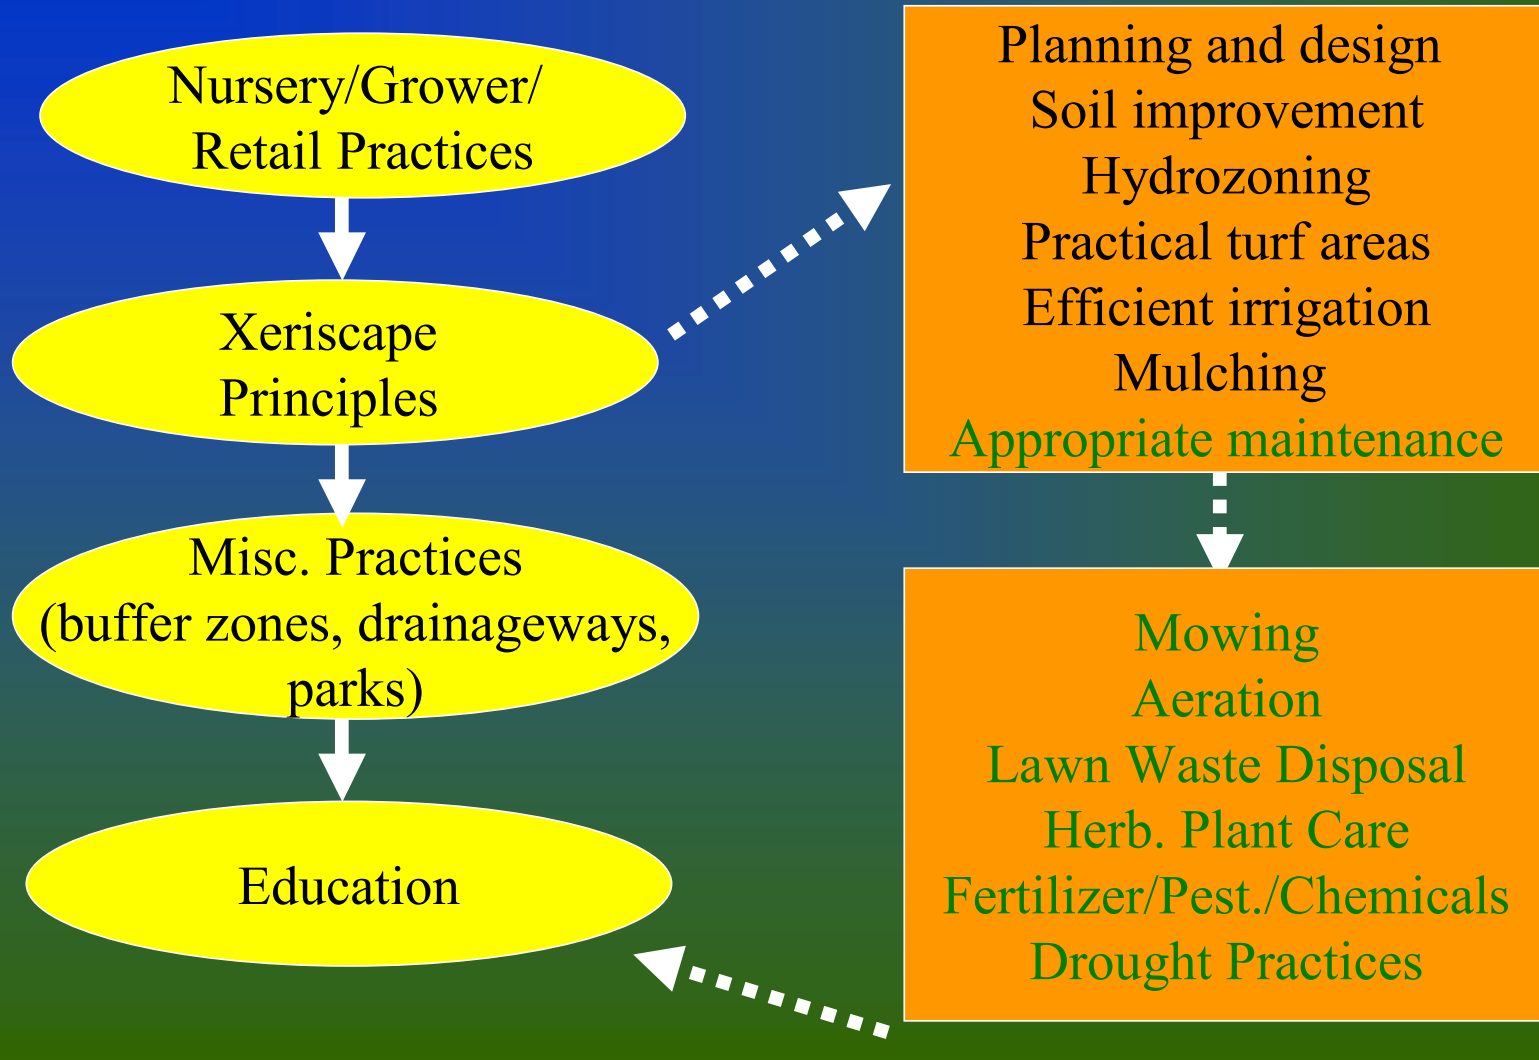 Nursery/Grower/
Retail Practices
Xeriscape
Principles
Misc. Practices
(buffer zones, drainageways,
parks)
Education
Planning and design
Soil improvement
Hydrozoning
Practical turf areas
Efficient irrigation
Mulching
Appropriate maintenance
Mowing
Aeration
Lawn Waste Disposal
Herb. Plant Care
Fertilizer/Pest./Chemicals
Drought Practices